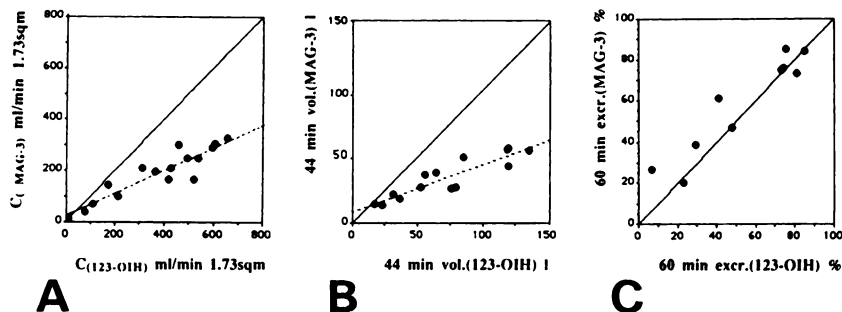 C( MAG-3) ml/min 1.73sqm
800
600
400
200
0
0 200 400 600 800
C(123-OIH) ml/min 1.73sqm
A
44 min vol.(MAG-3) l
150
100
50
0
0 50 100 150
44 min vol.(123-OIH) l
B
60 min excr.(MAG-3) %
100
80
60
40
20
0
0 20 40 60 80 100
60 min excr.(123-OIH) %
C